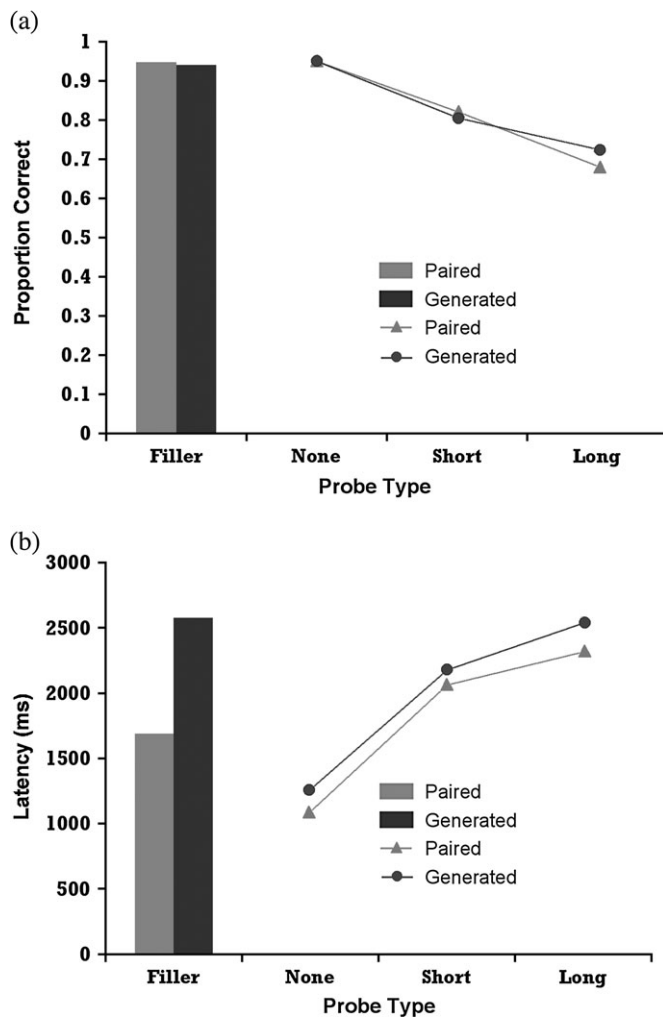 (a)
1
0.9
0.8
0.7
0.6
0.5
0.4
0.3
0.2
0.1
0
Proportion Correct
Paired
Generated
Paired
Generated
Filler None Short Long
Probe Type
(b)
3000
2500
2000
1500
1000
500
0
Latency (ms)
Paired
Generated
Paired
Generated
Filler None Short Long
Probe Type